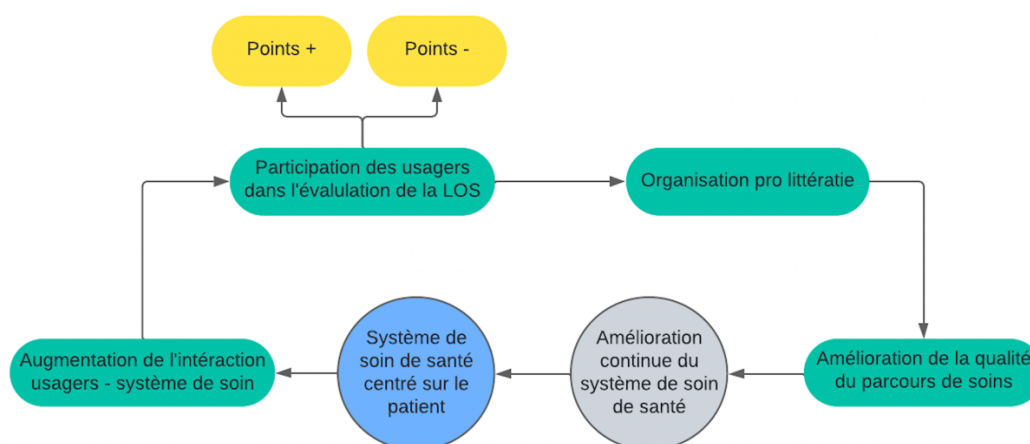 Points +
Points -
Participation des usagers
dans l'évalulation de la LOS
Organisation pro littératie
Augmentation de l'intéraction
usagers - système de soin
Système de
soin de santé
centré sur le
patient
Amélioration
continue du
système de soin
de santé
Amélioration de la qualité
du parcours de soins